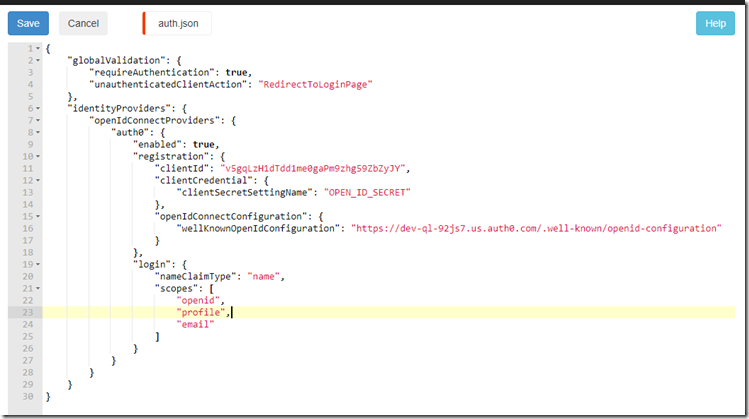 Save Cancel auth.json Help
1 {
2 "globalValidation": {
3 "requireAuthentication": true,
4 "unauthenticatedClientAction": "RedirectToLoginPage"
5 },
6 "identityProviders": {
7 "openIdConnectProviders": {
8 "auth0": {
9 "enabled": true,
10 "registration": {
11 "clientId": "v5gqLzH1dTdd1me0gaPm9zhg59ZbZyJY",
12 "clientCredential": {
13 "clientSecretSettingName": "OPEN_ID_SECRET"
14 },
15 "openIdConnectConfiguration": {
16 "wellKnownOpenIdConfiguration": "https://dev-ql-92js7.us.auth0.com/.well-known/openid-configuration"
17 }
18 },
19 "login": {
20 "nameClaimType": "name",
21 "scopes": [
22 "openid",
23 "profile",
24 "email"
25 ]
26 }
27 }
28 }
29 }
30 }